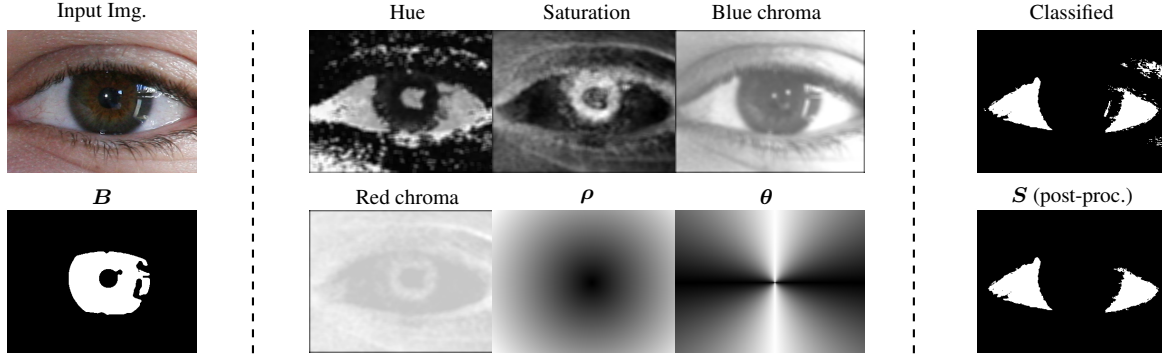 Input Img.
Hue
Saturation
Blue chroma
Classified
B
Red chroma
ρ
θ
S (post-proc.)